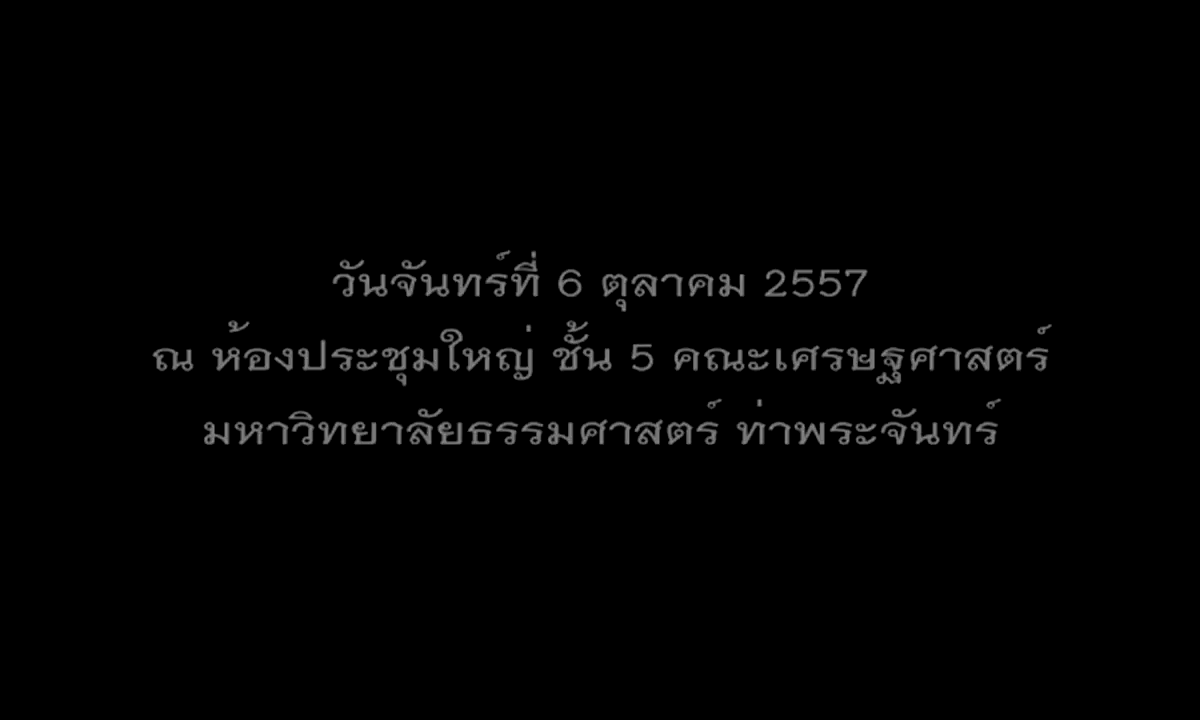 วันจันทร์ที่ 6 ตุลาคม 2557
ณ ห้องประชุมใหญ่ ชั้น 5 คณะเศรษฐศาสตร์
มหาวิทยาลัยธรรมศาสตร์ ท่าพระจันทร์